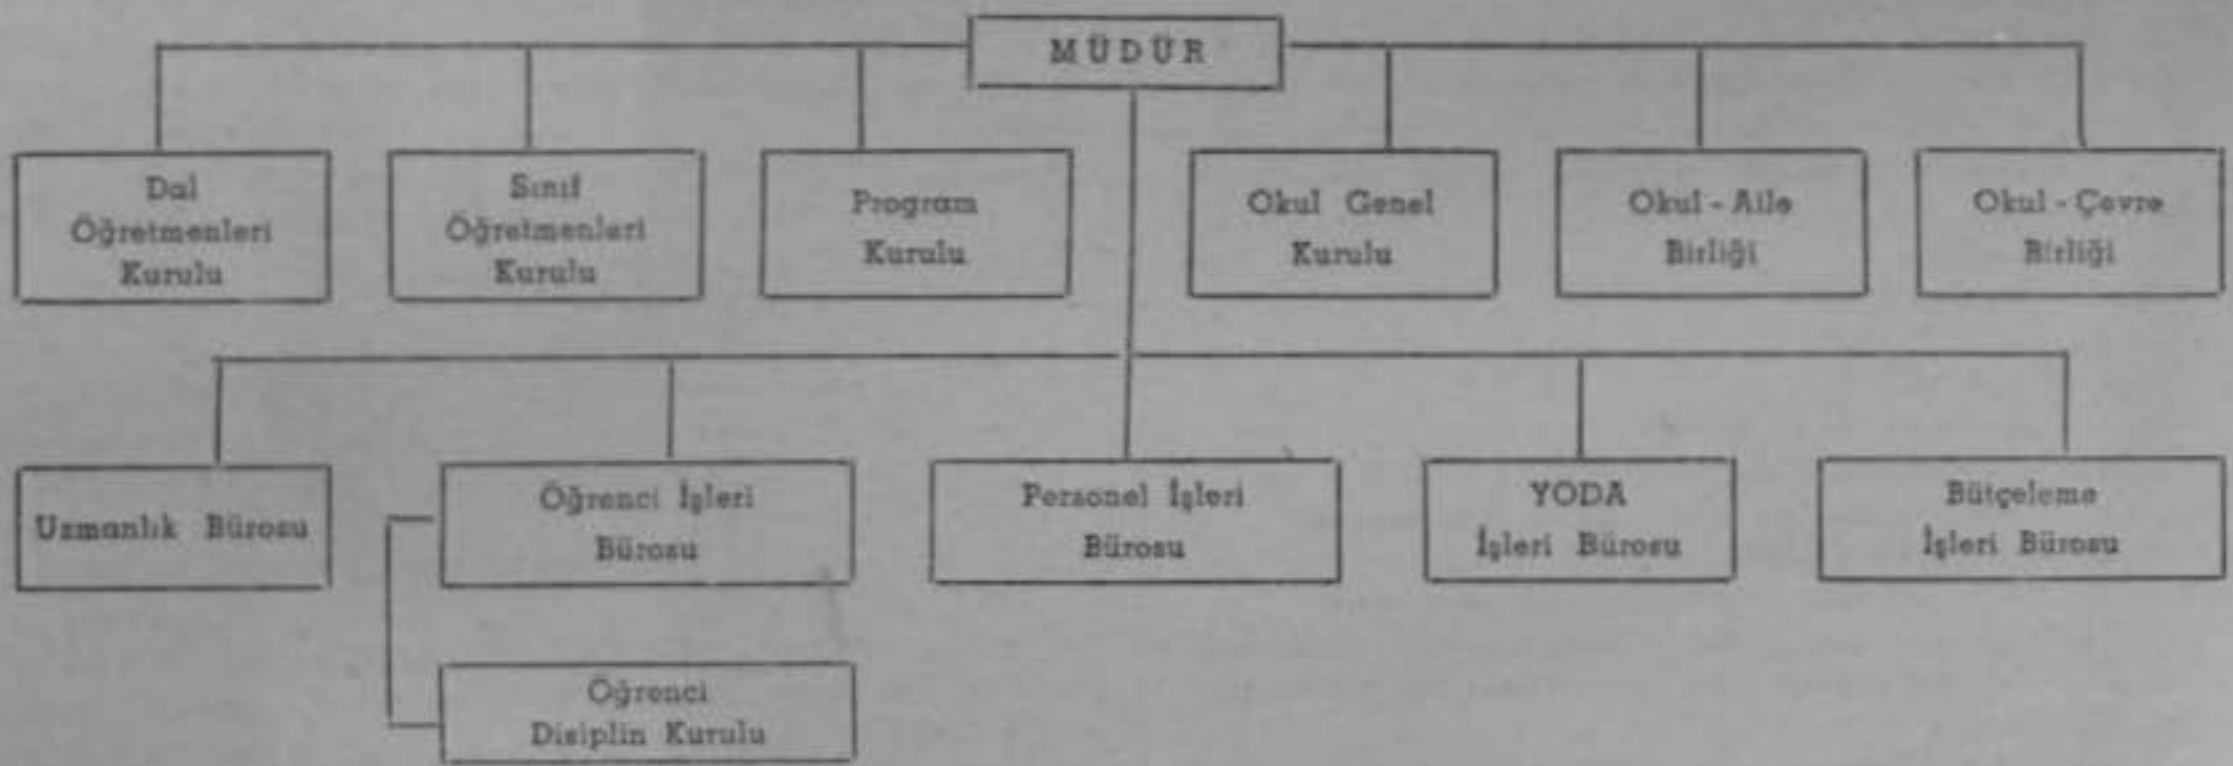 MÜDÜR
Dal
Öğretmenleri
Kurulu
Sınıf
Öğretmenleri
Kurulu
Program
Kurulu
Okul Genel
Kurulu
Okul - Aile
Birliği
Okul - Çevre
Birliği
Uzmanlık Bürosu
Öğrenci İşleri
Bürosu
Personel İşleri
Bürosu
YODA
İşleri Bürosu
Bütçeleme
İşleri Bürosu
Öğrenci
Disiplin Kurulu